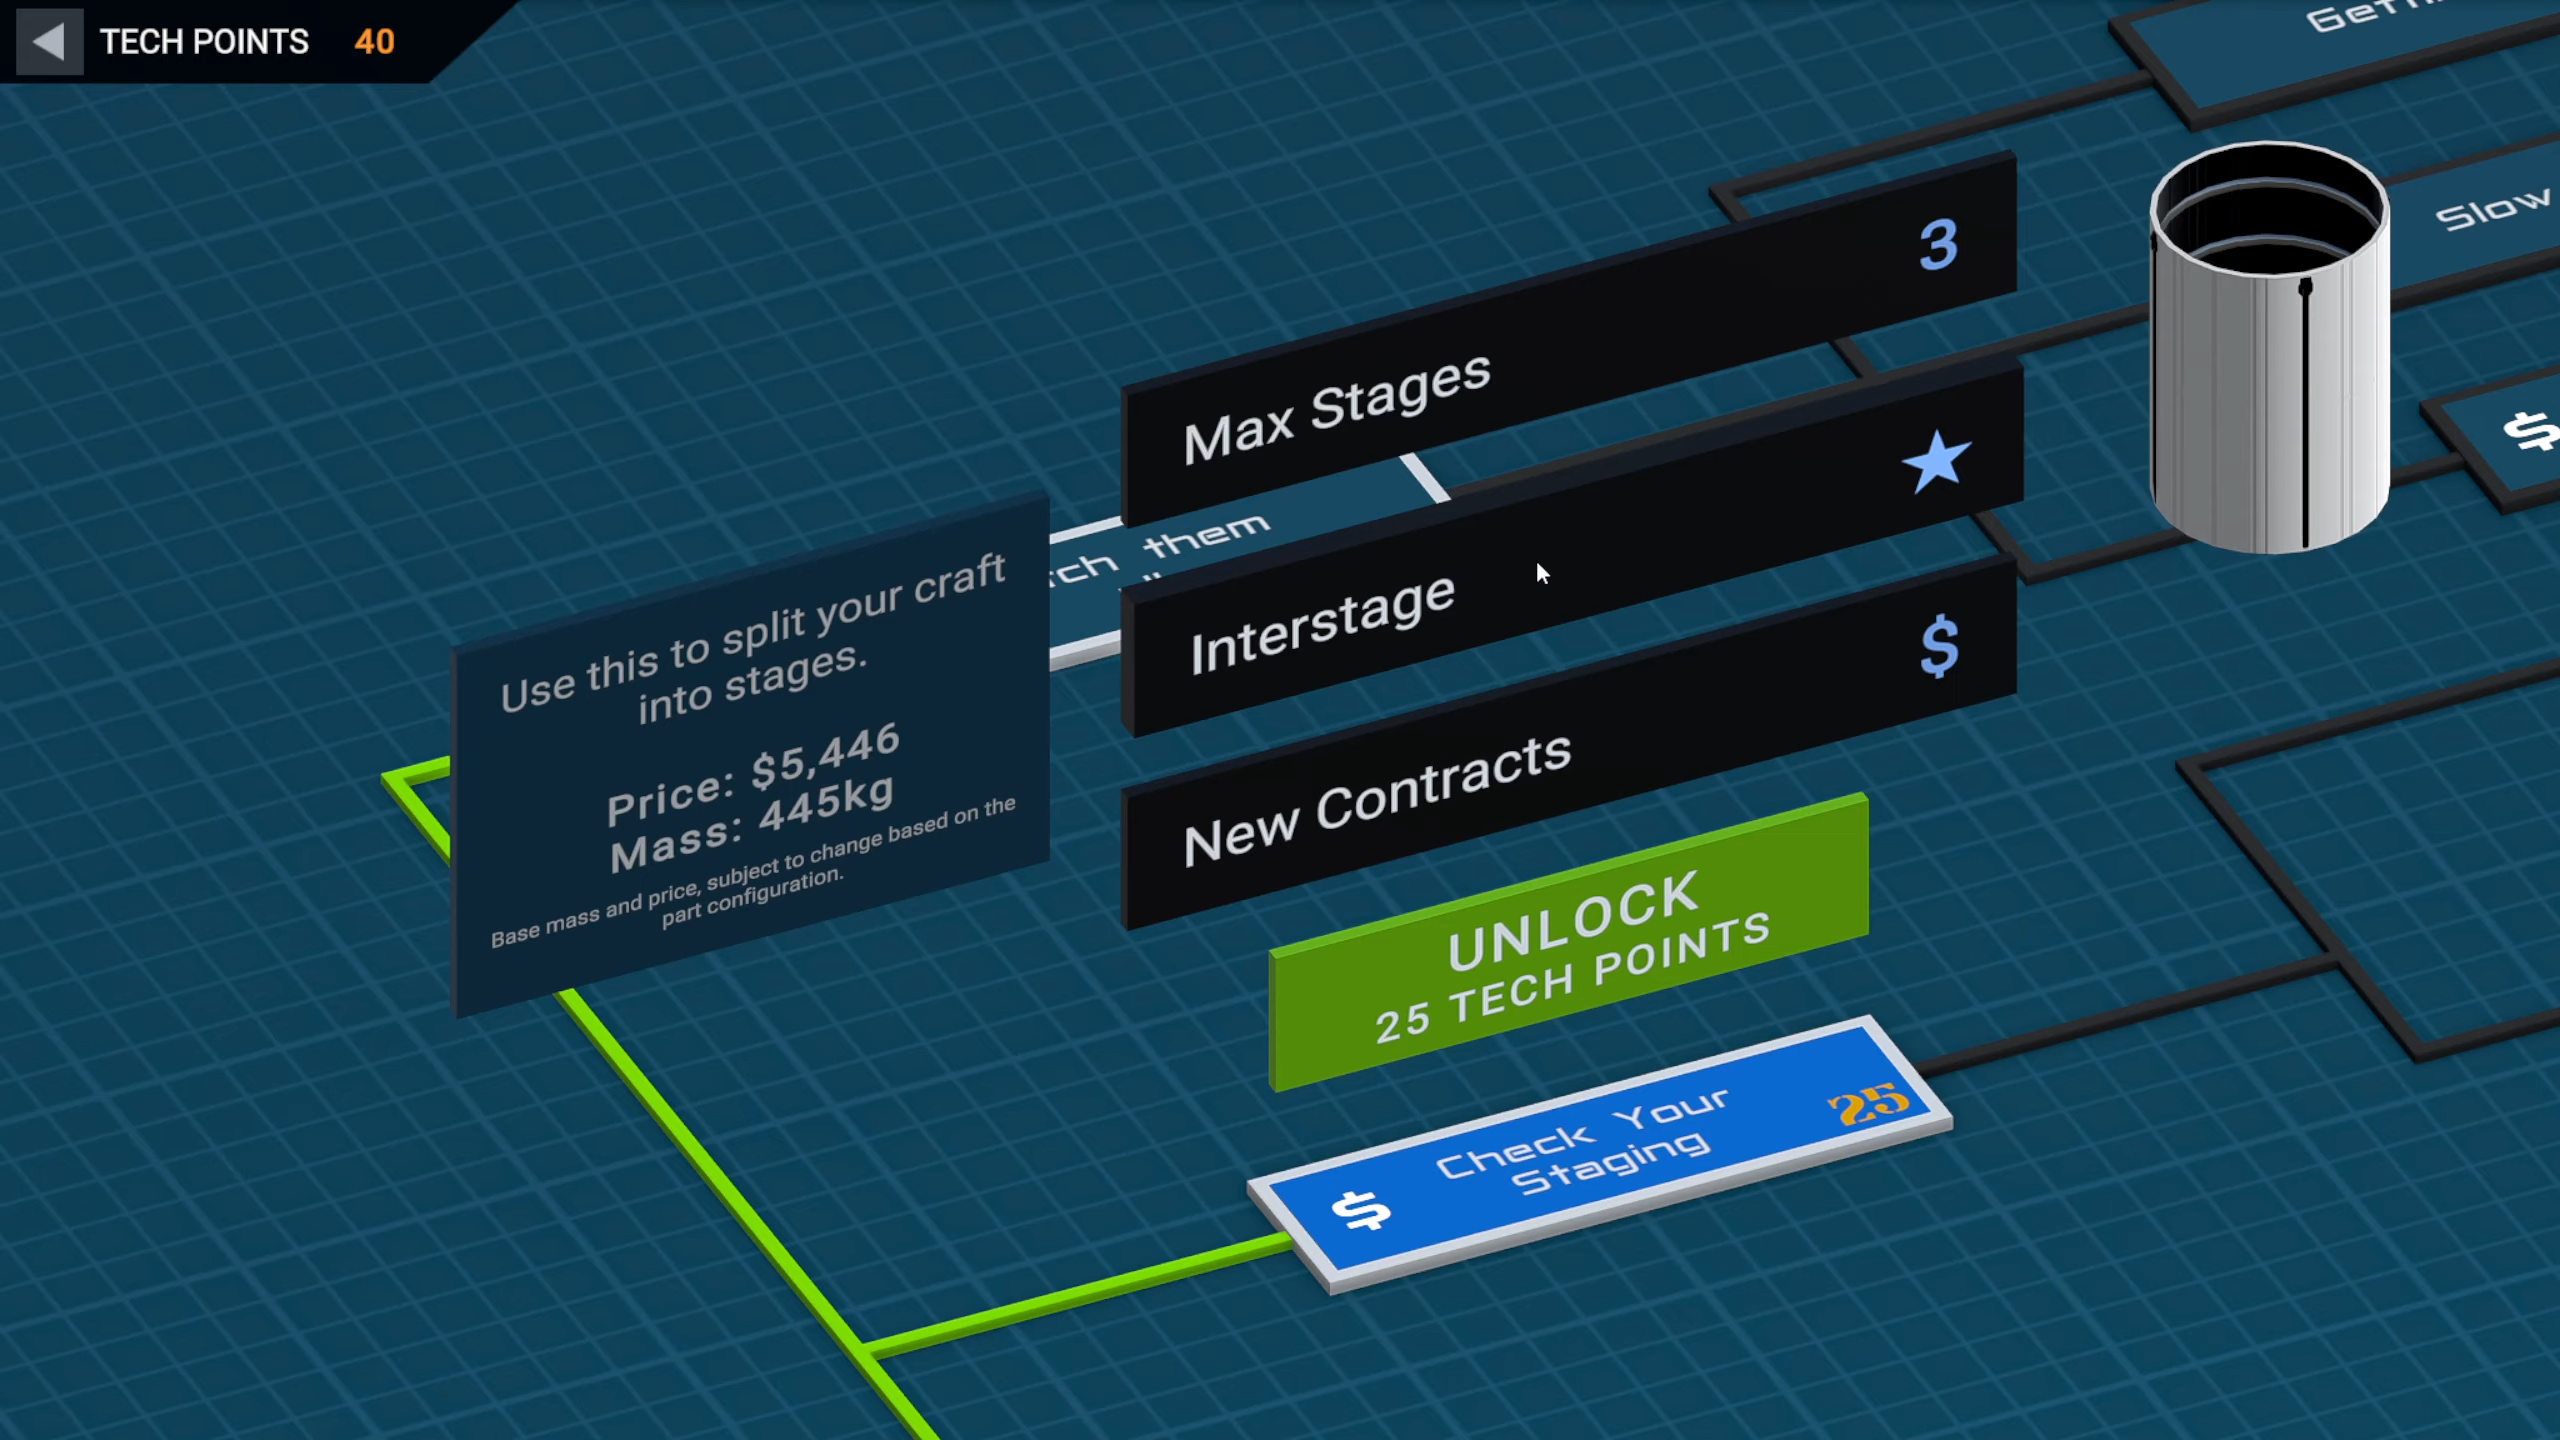 TECH POINTS 40
Slow
Max Stages 3
them
Interstage
Use this to split your craft
into stages.
Price: $5,446
Mass: 445kg
Base mass and price, subject to change based on the
part configuration.
$
New Contracts $
UNLOCK
25 TECH POINTS
Check Your
Staging
$ 25